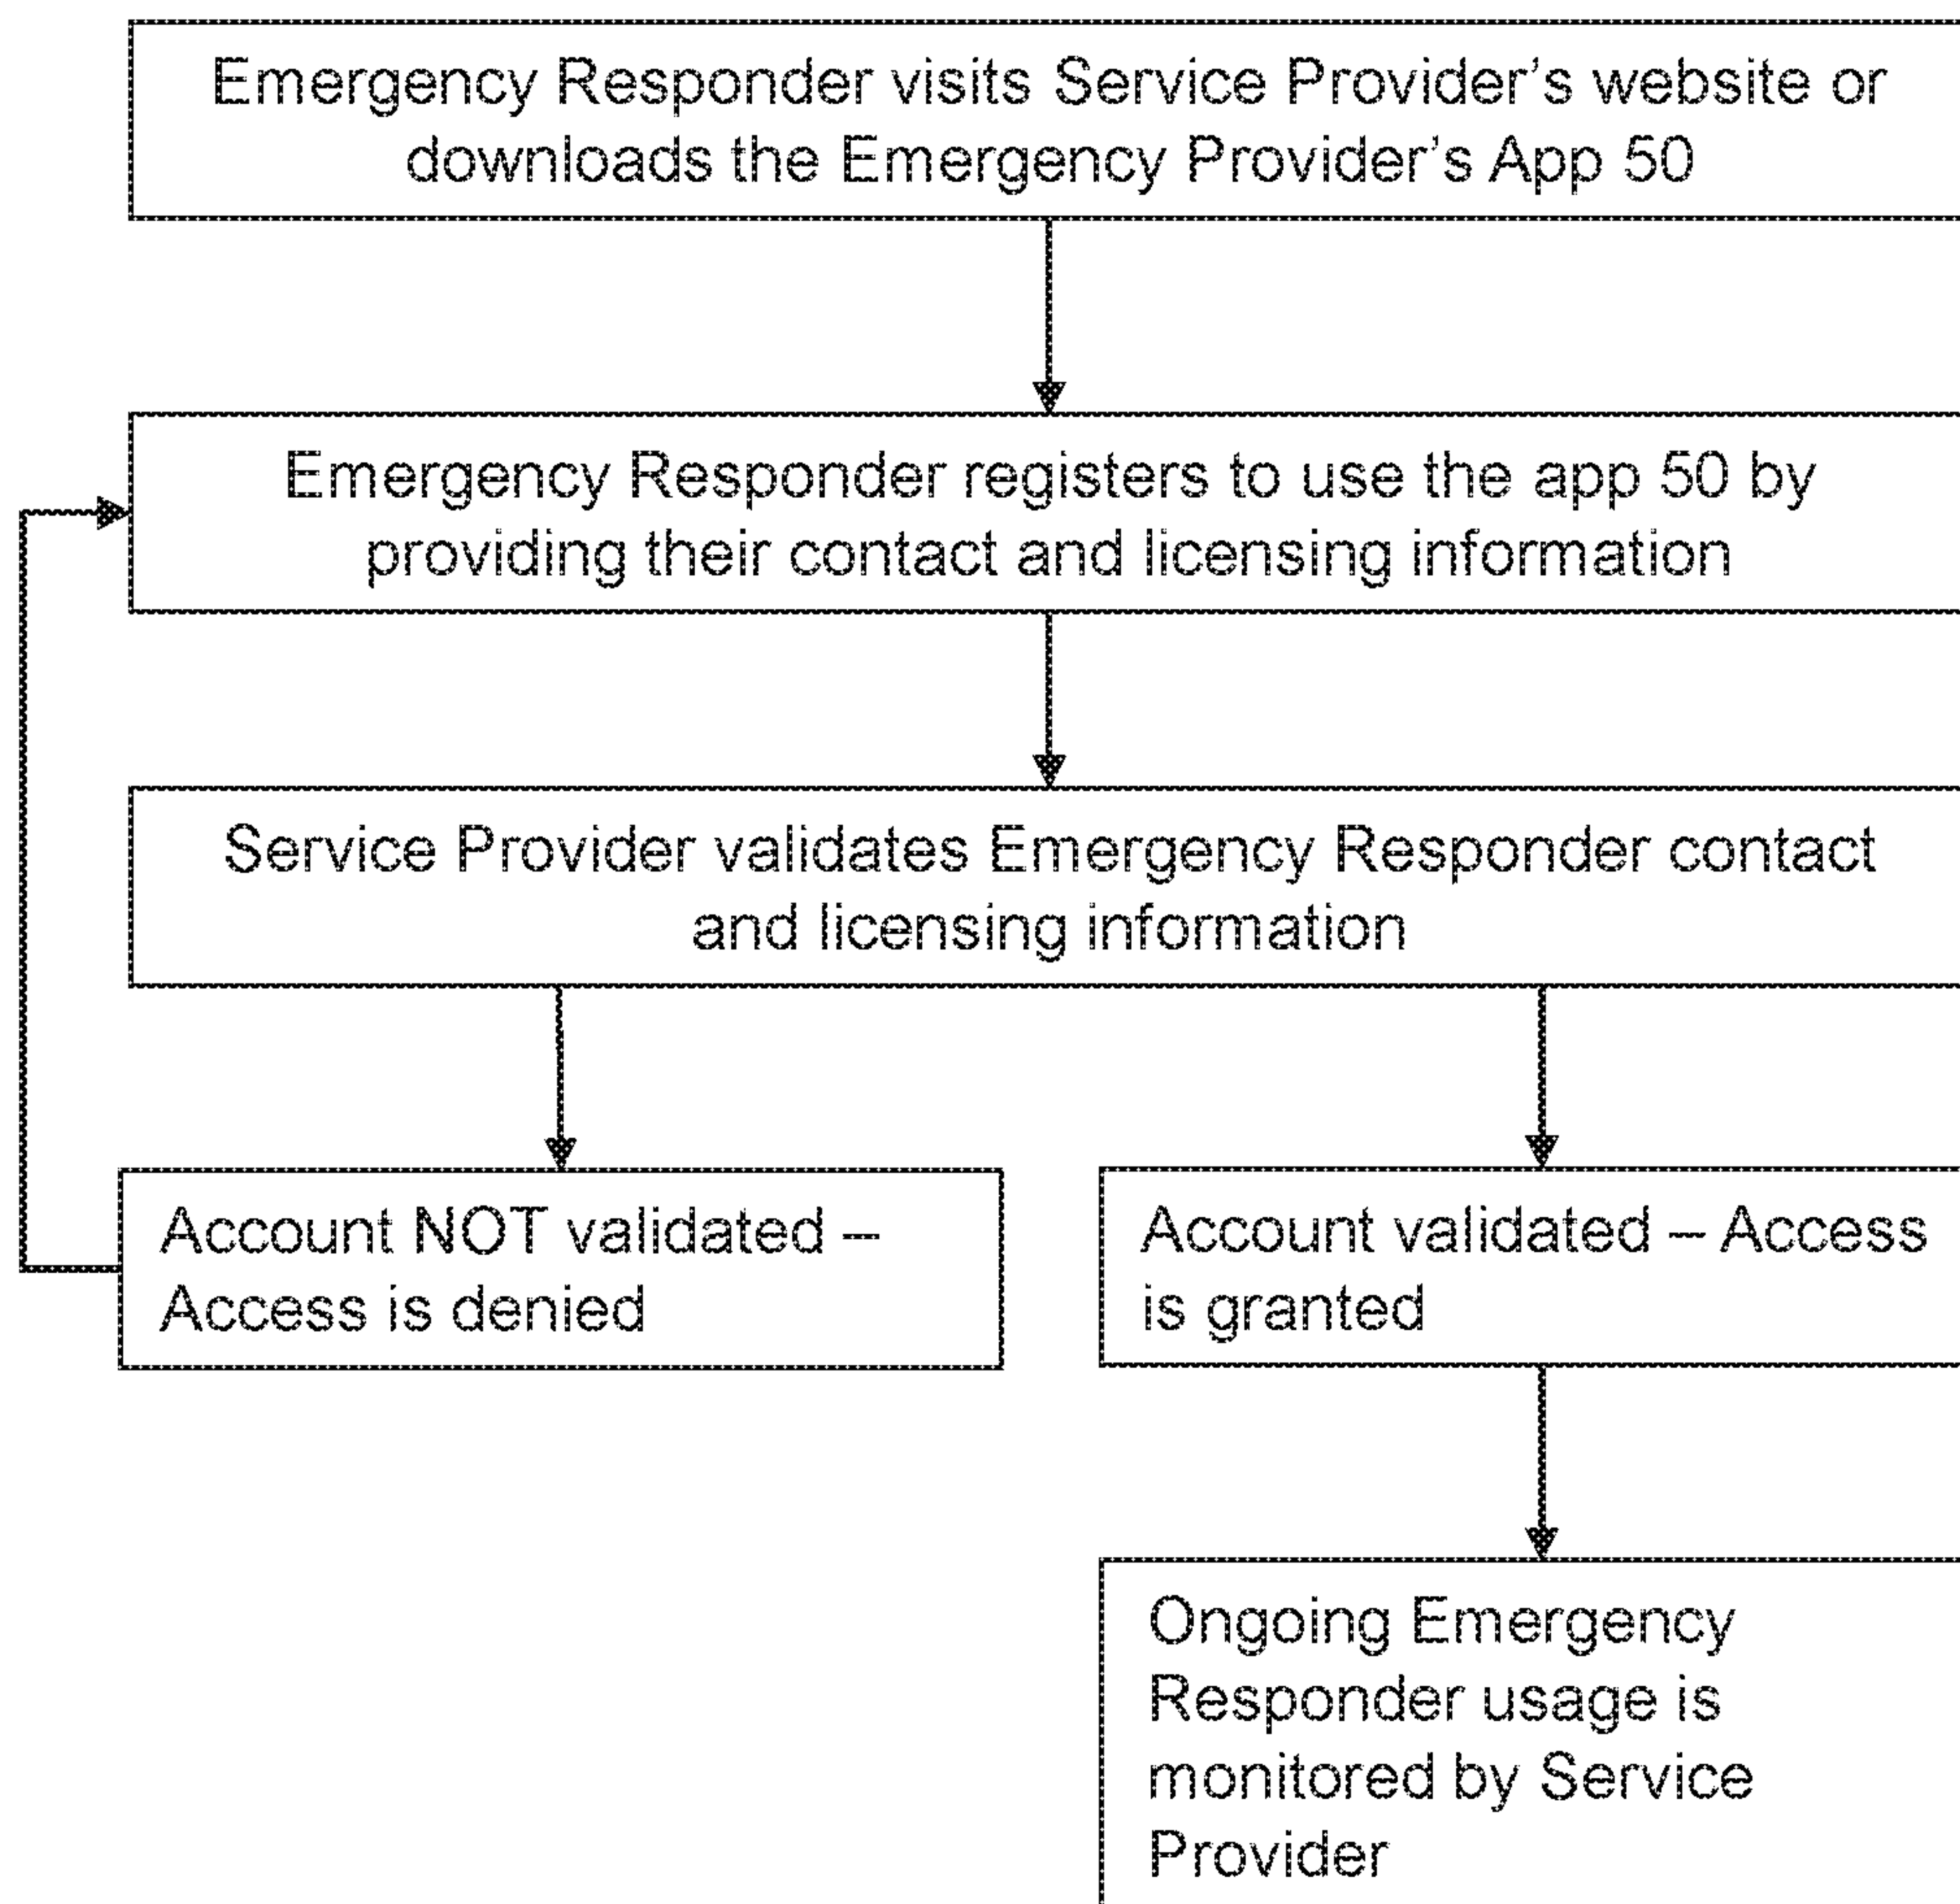 Emergency Responder visits Service Provider's website or
downloads the Emergency Provider's App 50
Emergency Responder registers to use the app 50 by
providing their contact and licensing information
Service Provider validates Emergency Responder contact
and licensing information
Account NOT validated –
Access is denied
Account validated – Access
is granted
Ongoing Emergency
Responder usage is
monitored by Service
Provider